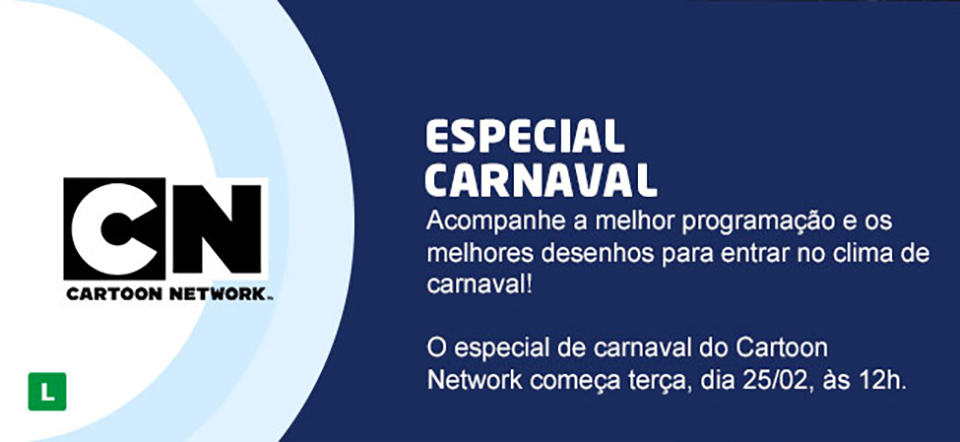 ESPECIAL
CARNAVAL
Acompanhe a melhor programação e os
melhores desenhos para entrar no clima de
carnaval!
O especial de carnaval do Cartoon
Network começa terça, dia 25/02, às 12h.
CN
CARTOON NETWORK™
L